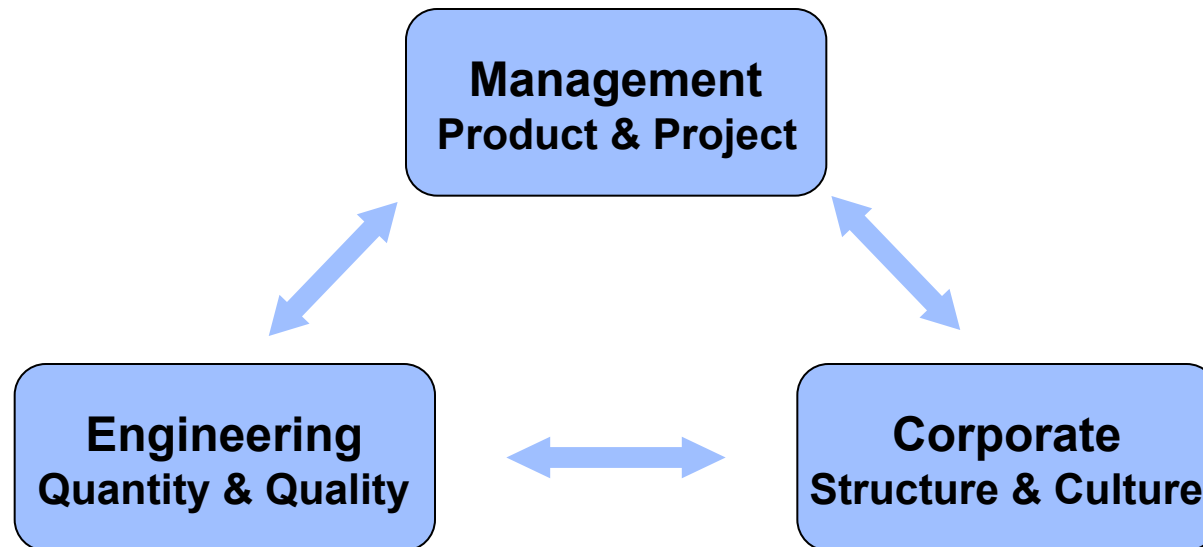 Management
Product & Project
Engineering
Quantity & Quality
Corporate
Structure & Culture